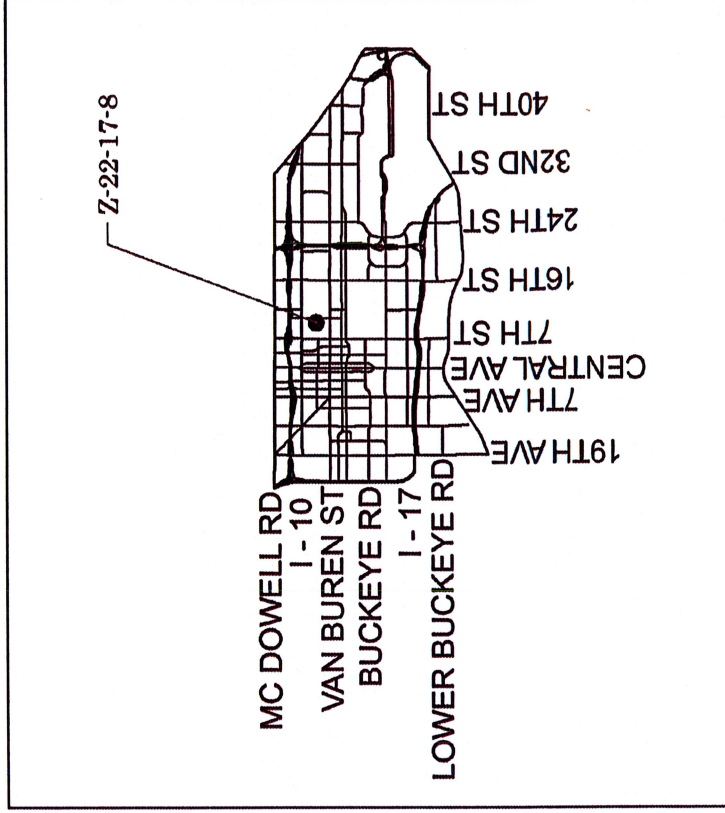 Z-22-17-8
MC DOWELL RD
I - 10
VAN BUREN ST
BUCKEYE RD
I - 17
LOWER BUCKEYE RD
19TH AVE
7TH AVE
CENTRAL AVE
7TH ST
16TH ST
24TH ST
32ND ST
40TH ST